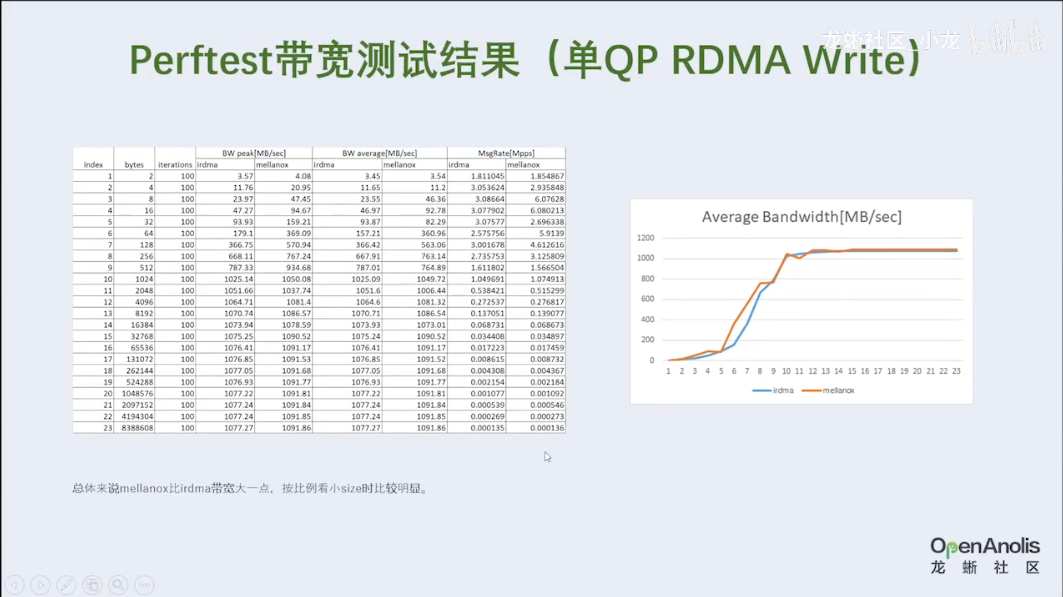 Perftest带宽测试结果（单QP RDMA Write）
龙蜥社区_小龙
BW peak[MB/sec] BW average[MB/sec] MsgRate[Mpps]
index bytes iterations irdma mellanox irdma mellanox irdma mellanox
1 2 100 3.57 4.08 3.45 3.54 1.811045 1.854867
2 4 100 11.76 20.95 11.65 11.2 3.053624 2.935848
3 8 100 23.97 47.45 23.55 46.36 3.08664 6.07628
4 16 100 47.27 94.67 46.97 92.78 3.077902 6.080213
5 32 100 93.93 159.21 93.87 82.29 3.07577 2.696338
6 64 100 179.1 369.09 157.21 360.96 2.575756 5.9139
7 128 100 366.75 570.94 366.42 563.06 3.001678 4.612616
8 256 100 668.11 767.24 667.91 763.14 2.735753 3.125809
9 512 100 787.33 934.68 787.01 764.89 1.611802 1.566504
10 1024 100 1025.14 1050.08 1025.09 1049.72 1.049691 1.074913
11 2048 100 1051.66 1037.74 1051.6 1006.44 0.538421 0.515299
12 4096 100 1064.71 1081.4 1064.6 1081.32 0.272537 0.276817
13 8192 100 1070.74 1086.57 1070.71 1086.54 0.137051 0.139077
14 16384 100 1073.94 1078.59 1073.93 1073.01 0.068731 0.068673
15 32768 100 1075.25 1090.52 1075.24 1090.52 0.034408 0.034897
16 65536 100 1076.41 1091.17 1076.41 1091.17 0.017223 0.017459
17 131072 100 1076.85 1091.53 1076.85 1091.52 0.008615 0.008732
18 262144 100 1077.05 1091.68 1077.05 1091.68 0.004308 0.004367
19 524288 100 1076.93 1091.77 1076.93 1091.77 0.002154 0.002184
20 1048576 100 1077.22 1091.81 1077.22 1091.81 0.001077 0.001092
21 2097152 100 1077.24 1091.84 1077.24 1091.84 0.000539 0.000546
22 4194304 100 1077.24 1091.85 1077.24 1091.85 0.000269 0.000273
23 8388608 100 1077.27 1091.86 1077.27 1091.86 0.000135 0.000136
Average Bandwidth[MB/sec]
1200
1000
800
600
400
200
0
1 2 3 4 5 6 7 8 9 10 11 12 13 14 15 16 17 18 19 20 21 22 23
irdma mellanox
总体来说mellanox比irdma带宽大一点，按比例看小size时比较明显。
OpenAnolis
龙蜥社区